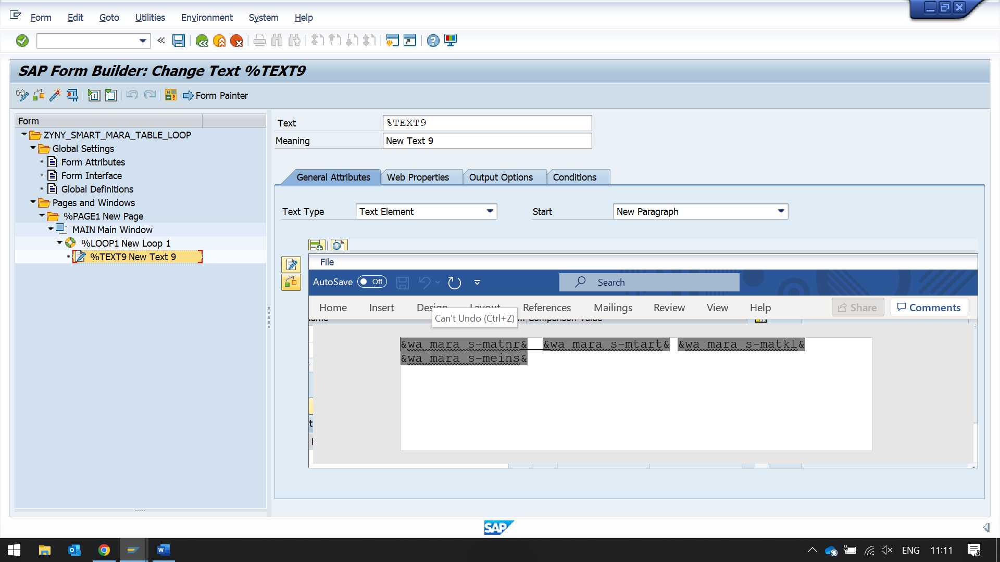 Form Edit Goto Utilities Environment System Help
SAP Form Builder: Change Text %TEXT9
Form Painter
Form
ZYNY_SMART_MARA_TABLE_LOOP
Global Settings
Form Attributes
Form Interface
Global Definitions
Pages and Windows
%PAGE1 New Page
MAIN Main Window
%LOOP1 New Loop 1
%TEXT9 New Text 9
Text %TEXT9
Meaning New Text 9
General Attributes Web Properties Output Options Conditions
Text Type Text Element Start New Paragraph
File
AutoSave Off Search
Home Insert Design Layout References Mailings Review View Help Share Comments
Can't Undo (Ctrl+Z)
Comparison Value
&wa_mara_s-matnr& &wa_mara_s-mtart& &wa_mara_s-matkl&
&wa_mara_s-meins&
SAP
ENG 11:11